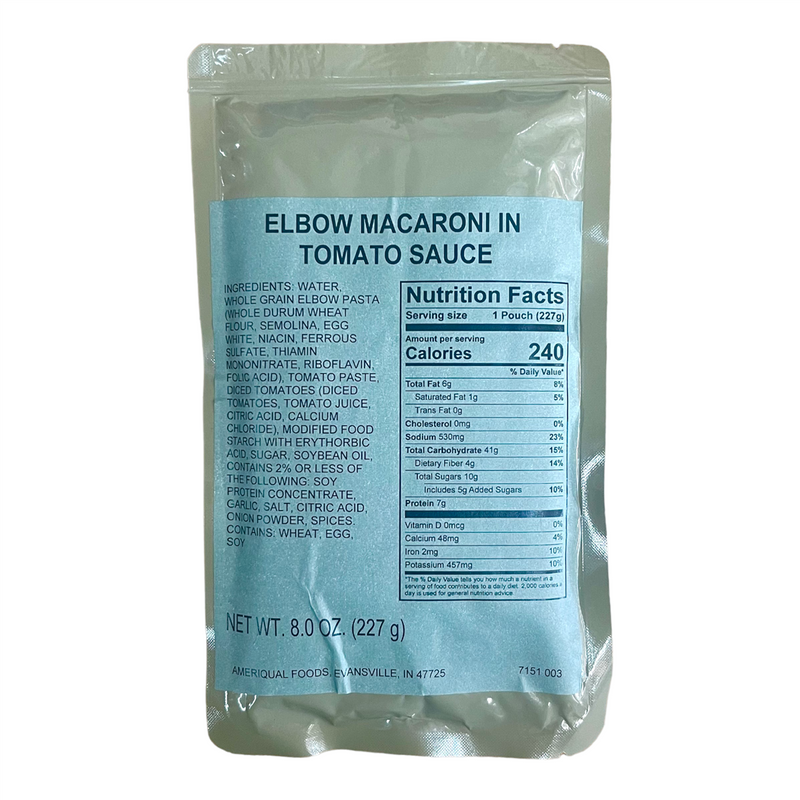 ELBOW MACARONI IN
TOMATO SAUCE
INGREDIENTS: WATER,
WHOLE GRAIN ELBOW PASTA
(WHOLE DURUM WHEAT
FLOUR, SEMOLINA, EGG
WHITE, NIACIN, FERROUS
SULFATE, THIAMIN
MONONITRATE, RIBOFLAVIN,
FOLIC ACID), TOMATO PASTE,
DICED TOMATOES (DICED
TOMATOES, TOMATO JUICE,
CITRIC ACID, CALCIUM
CHLORIDE), MODIFIED FOOD
STARCH WITH ERYTHORBIC
ACID, SUGAR, SOYBEAN OIL,
CONTAINS 2% OR LESS OF
THE FOLLOWING: SOY
PROTEIN CONCENTRATE,
GARLIC, SALT, CITRIC ACID,
ONION POWDER, SPICES.
CONTAINS: WHEAT, EGG,
SOY
Nutrition Facts
Serving size 1 Pouch (227g)
Amount per serving
Calories 240
% Daily Value*
Total Fat 6g 8%
Saturated Fat 1g 5%
Trans Fat 0g
Cholesterol 0mg 0%
Sodium 530mg 23%
Total Carbohydrate 41g 15%
Dietary Fiber 4g 14%
Total Sugars 10g
Includes 5g Added Sugars 10%
Protein 7g
Vitamin D 0mcg 0%
Calcium 48mg 4%
Iron 2mg 10%
Potassium 457mg 10%
*The % Daily Value tells you how much a nutrient in a
serving of food contributes to a daily diet. 2,000 calories a
day is used for general nutrition advice
NET WT. 8.0 OZ. (227 g)
AMERIQUAL FOODS, EVANSVILLE, IN 47725 7151 003